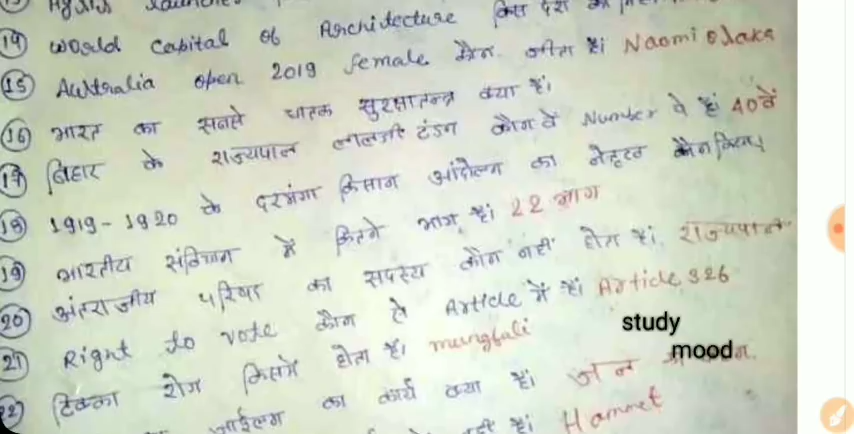 14 World Capital of Architecture किस देश
15 Australia open 2019 female कौन जीता हैं Naomi Osaka
16 भारत का सबसे घातक सुरक्षातन्त्र क्या हैं।
17 बिहार के राज्यपाल लालजी टंडन कौन वें Number पे हैं 40वें
18 1919-1920 के दरभंगा किसान आंदोलन का नेतृत्व कौन किया
19 भारतीय संविधान में कितने भाग हैं। 22 भाग
20 अंतराज्यीय परिषद का सदस्य कौन नहीं होता हैं। राज्यपाल
21 Right to vote कौन से Article में हैं। Article 326
22 टिक्का रोग किसमें होता हैं। mungfali
का कार्य क्या हैं।
नहीं हैं।
study
mood